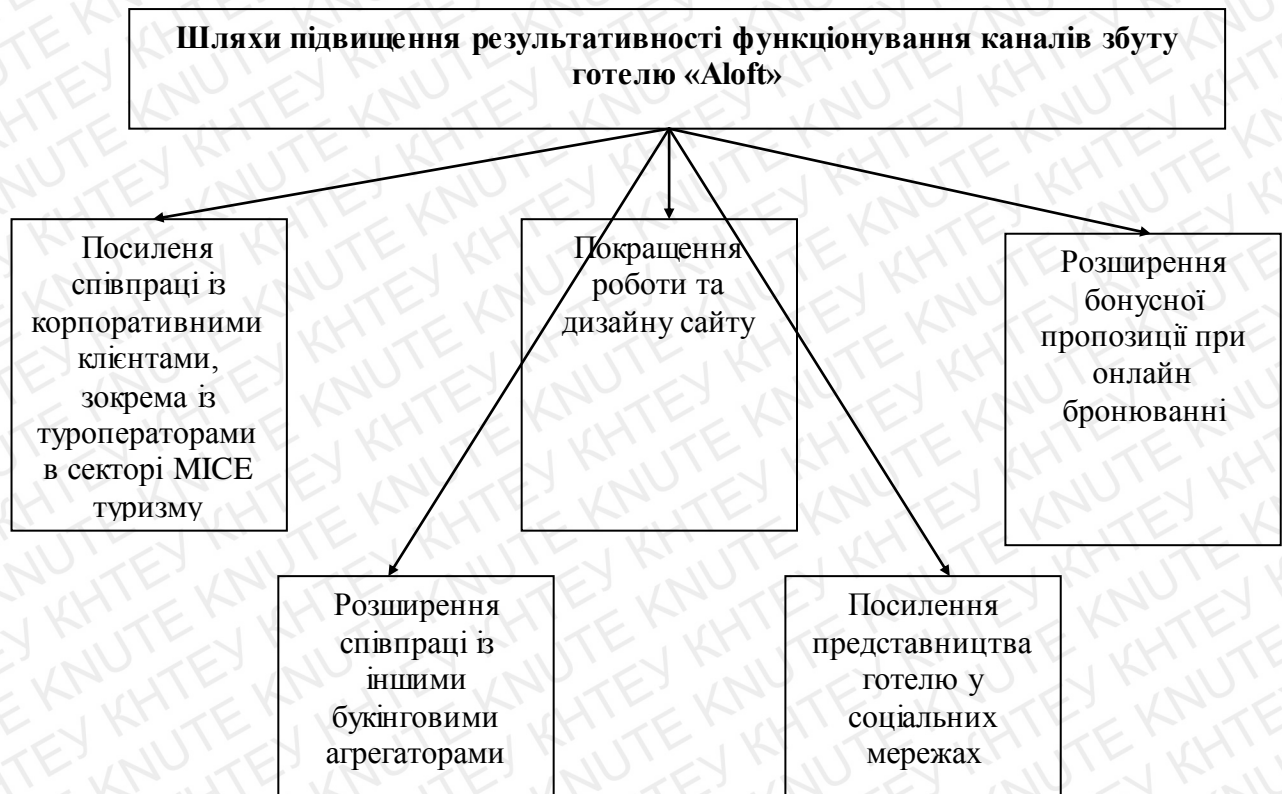 Шляхи підвищення результативності функціонування каналів збуту
готелю «Aloft»
Посиленя
співпраці із
корпоративними
клієнтами,
зокрема із
туроператорами
в секторі MICE
туризму
Покращення
роботи та
дизайну сайту
Розширення
бонусної
пропозиції при
онлайн
бронюванні
Розширення
співпраці із
іншими
букінговими
агрегаторами
Посилення
представництва
готелю у
соціальних
мережах